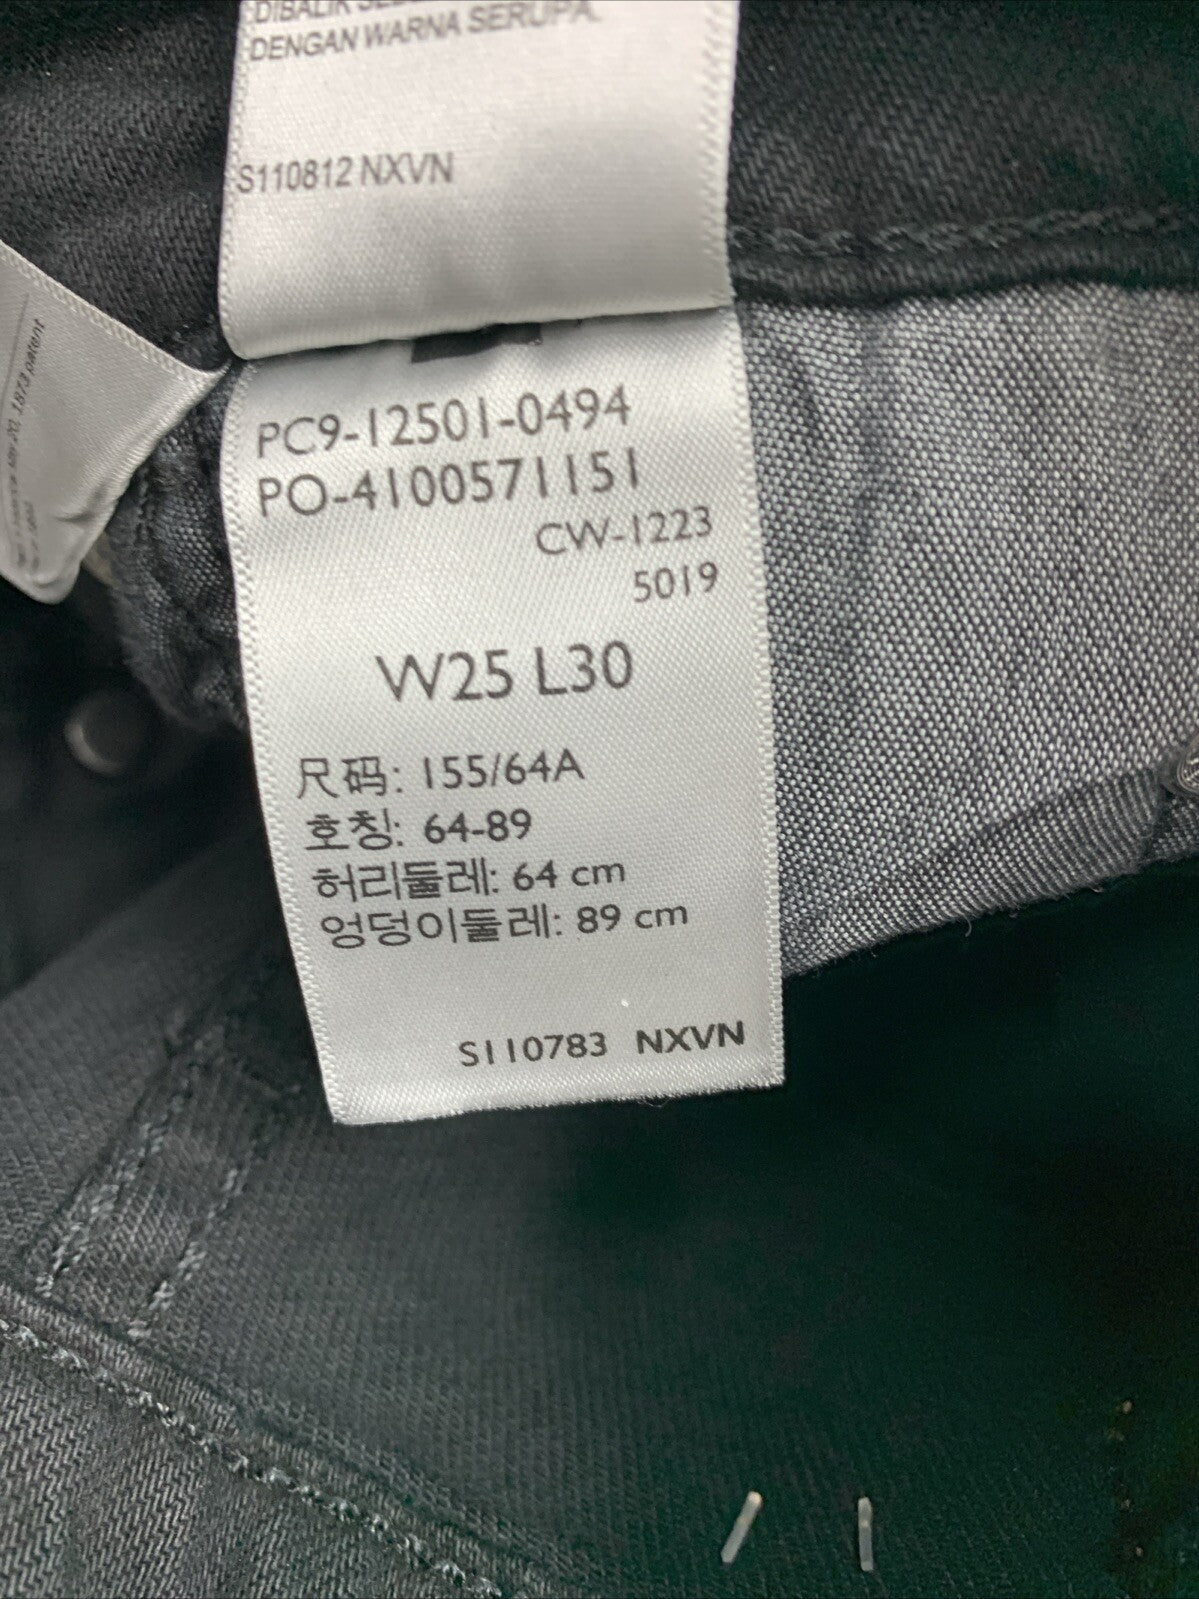 DENGAN WARNA SERUPA.
S110812 NXVN
1873 patent
PC9-12501-0494
PO-4100571151
CW-1223
5019
W25 L30
尺码: 155/64A
호칭: 64-89
허리둘레: 64 cm
엉덩이둘레: 89 cm
S110783 NXVN